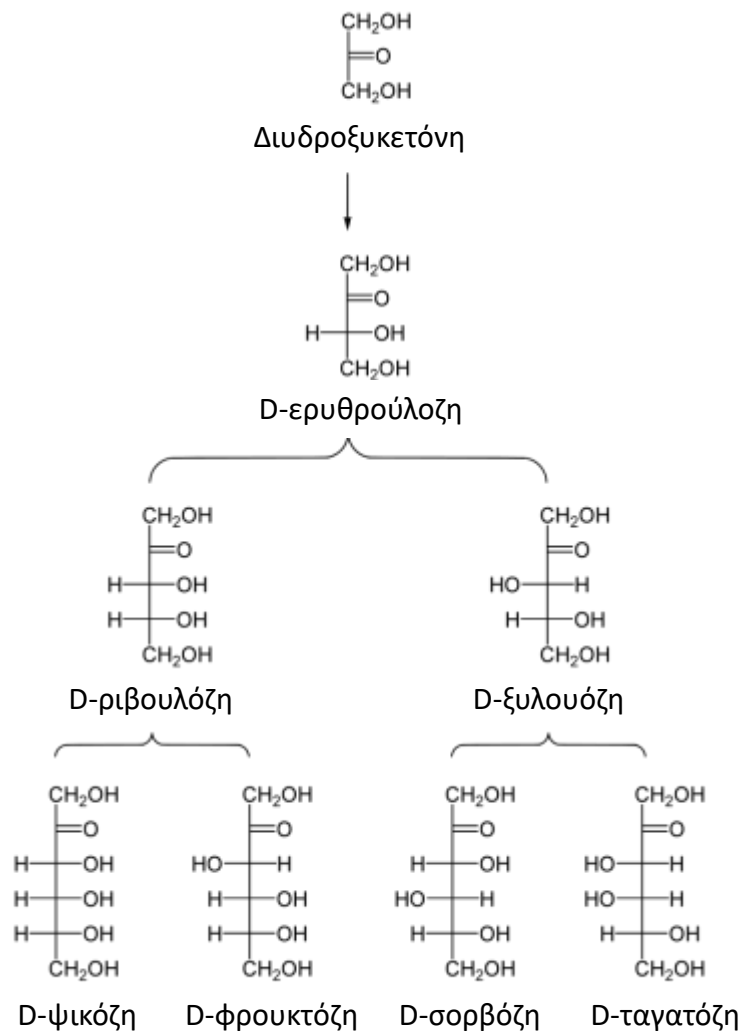 CH₂OH
=O
CH₂OH
Διυδροξυκετόνη
CH₂OH
=O
H OH
CH₂OH
D-ερυθρούλοζη
CH₂OH CH₂OH
=O =O
H OH HO H
H OH H OH
CH₂OH CH₂OH
D-ριβουλόζη D-ξυλουόζη
CH₂OH CH₂OH CH₂OH CH₂OH
=O =O =O =O
H OH HO H H OH HO H
H OH H OH HO H HO H
H OH H OH H OH H OH
CH₂OH CH₂OH CH₂OH CH₂OH
D-ψικόζη D-φρουκτόζη D-σορβόζη D-ταγατόζη